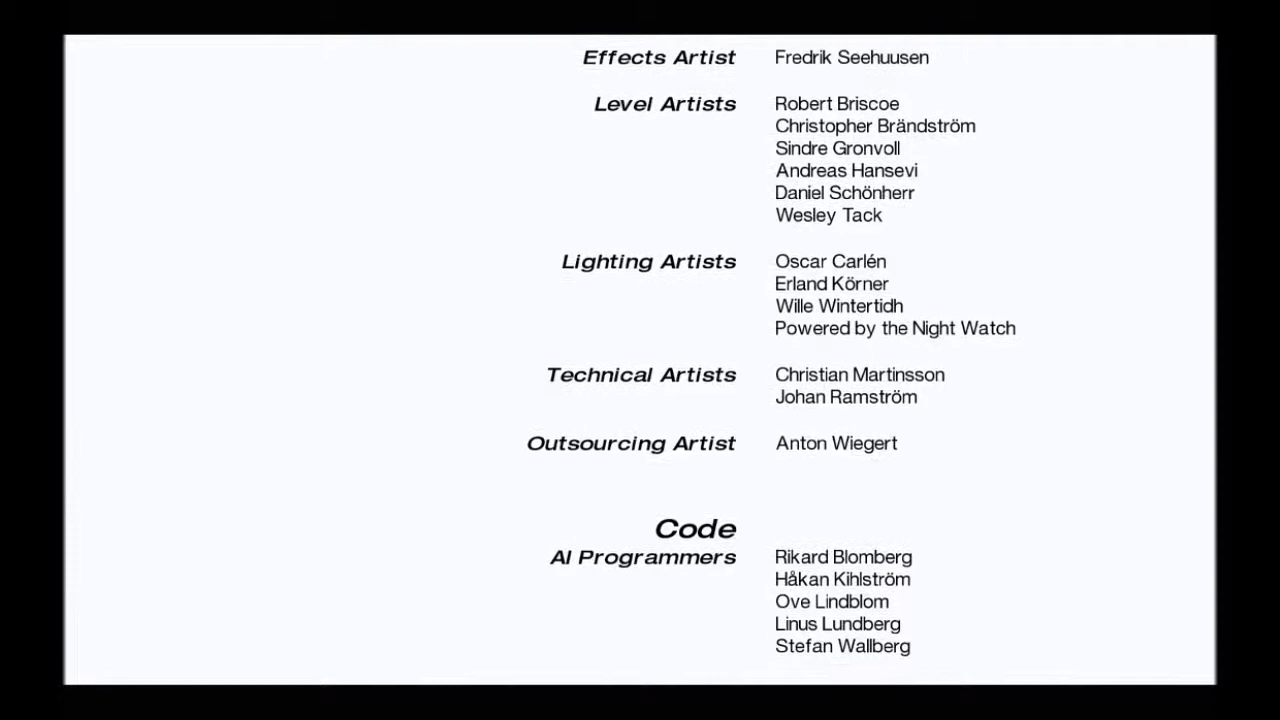 Effects Artist Fredrik Seehuusen
Level Artists Robert Briscoe
Christopher Brändström
Sindre Gronvoll
Andreas Hansevi
Daniel Schönherr
Wesley Tack
Lighting Artists Oscar Carlén
Erland Körner
Wille Wintertidh
Powered by the Night Watch
Technical Artists Christian Martinsson
Johan Ramström
Outsourcing Artist Anton Wiegert
Code
AI Programmers Rikard Blomberg
Håkan Kihlström
Ove Lindblom
Linus Lundberg
Stefan Wallberg